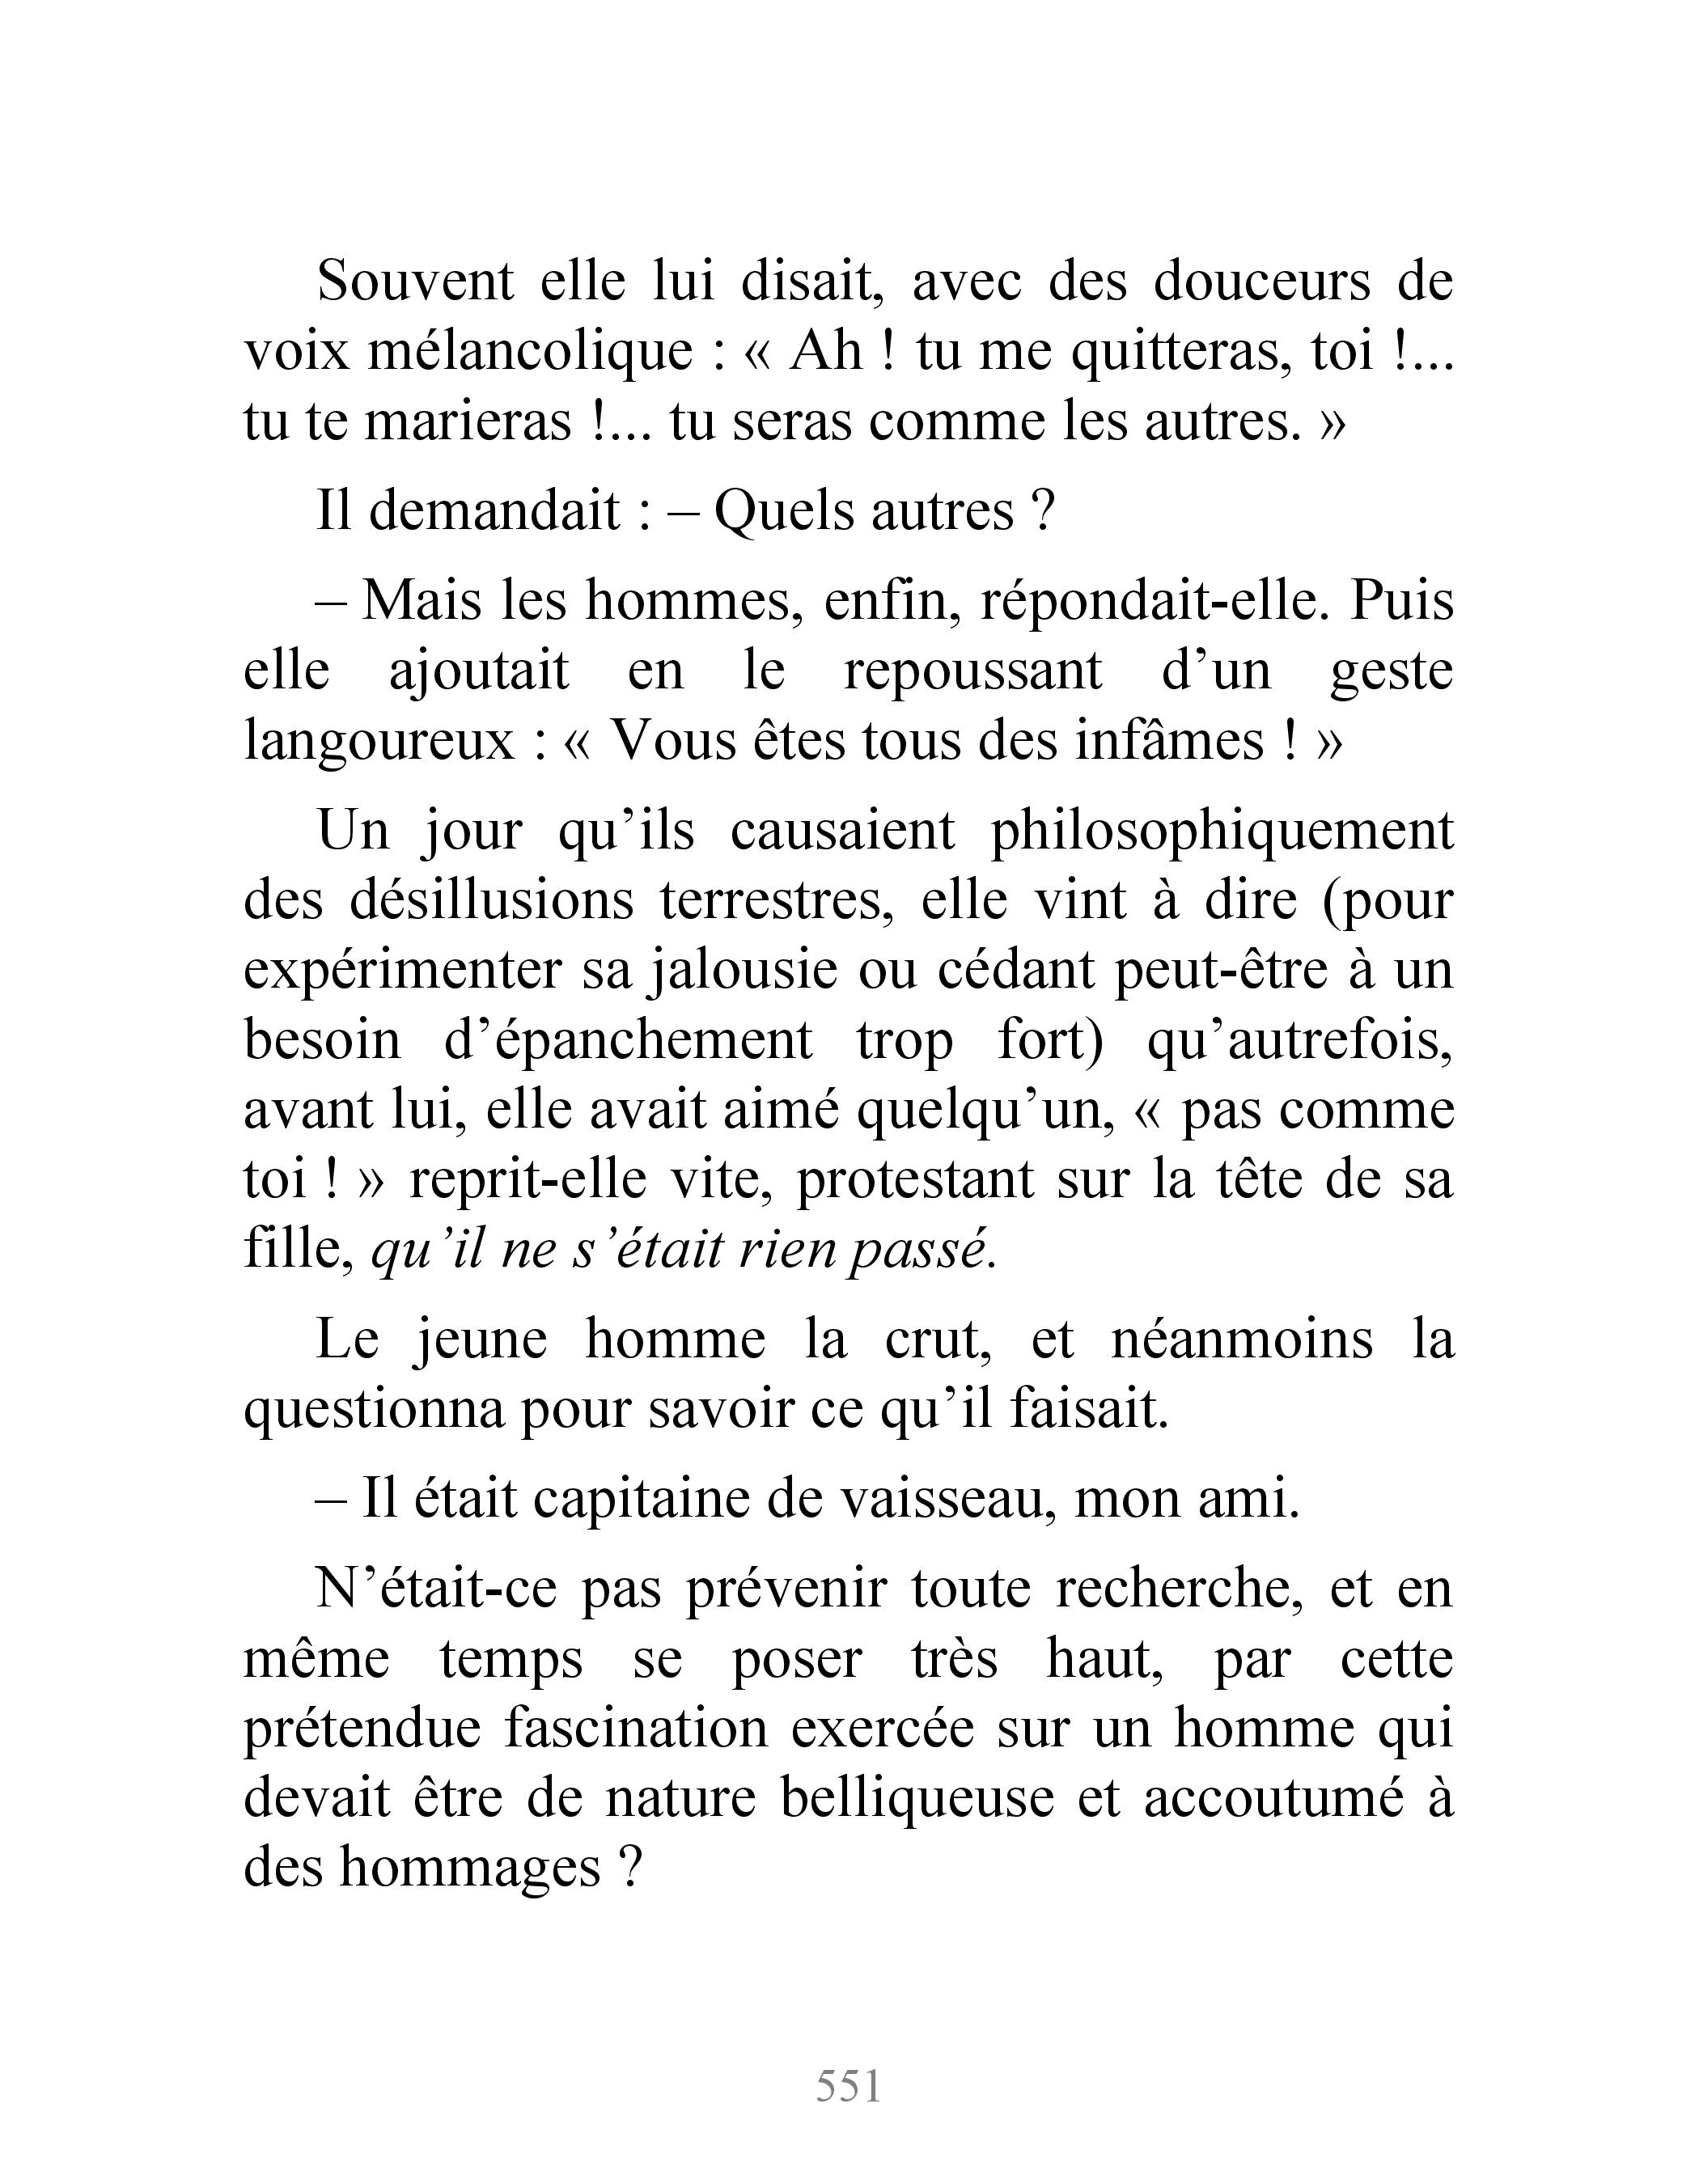 Souvent elle lui disait, avec des douceurs de
voix mélancolique : « Ah ! tu me quitteras, toi !...
tu te marieras !... tu seras comme les autres. »
Il demandait : – Quels autres ?
– Mais les hommes, enfin, répondait-elle. Puis
elle ajoutait en le repoussant d’un geste
langoureux : « Vous êtes tous des infâmes ! »
Un jour qu’ils causaient philosophiquement
des désillusions terrestres, elle vint à dire (pour
expérimenter sa jalousie ou cédant peut-être à un
besoin d’épanchement trop fort) qu’autrefois,
avant lui, elle avait aimé quelqu’un, « pas comme
toi ! » reprit-elle vite, protestant sur la tête de sa
fille, qu’il ne s’était rien passé.
Le jeune homme la crut, et néanmoins la
questionna pour savoir ce qu’il faisait.
– Il était capitaine de vaisseau, mon ami.
N’était-ce pas prévenir toute recherche, et en
même temps se poser très haut, par cette
prétendue fascination exercée sur un homme qui
devait être de nature belliqueuse et accoutumé à
des hommages ?
551